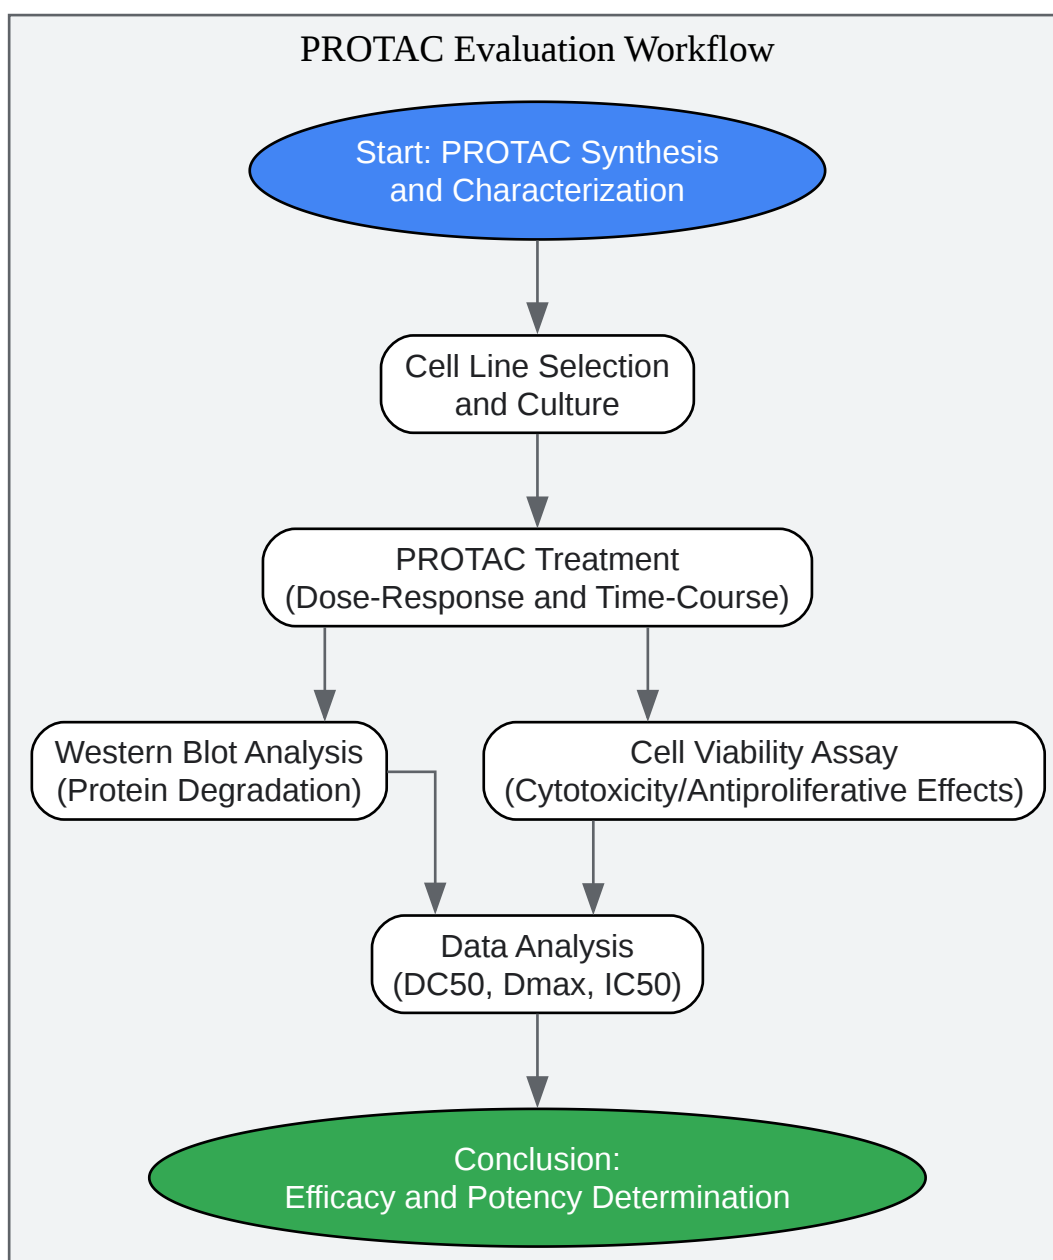 PROTAC Evaluation Workflow
Start: PROTAC Synthesis
and Characterization
Cell Line Selection
and Culture
PROTAC Treatment
(Dose-Response and Time-Course)
Western Blot Analysis
(Protein Degradation)
Cell Viability Assay
(Cytotoxicity/Antiproliferative Effects)
Data Analysis
(DC50, Dmax, IC50)
Conclusion:
Efficacy and Potency Determination